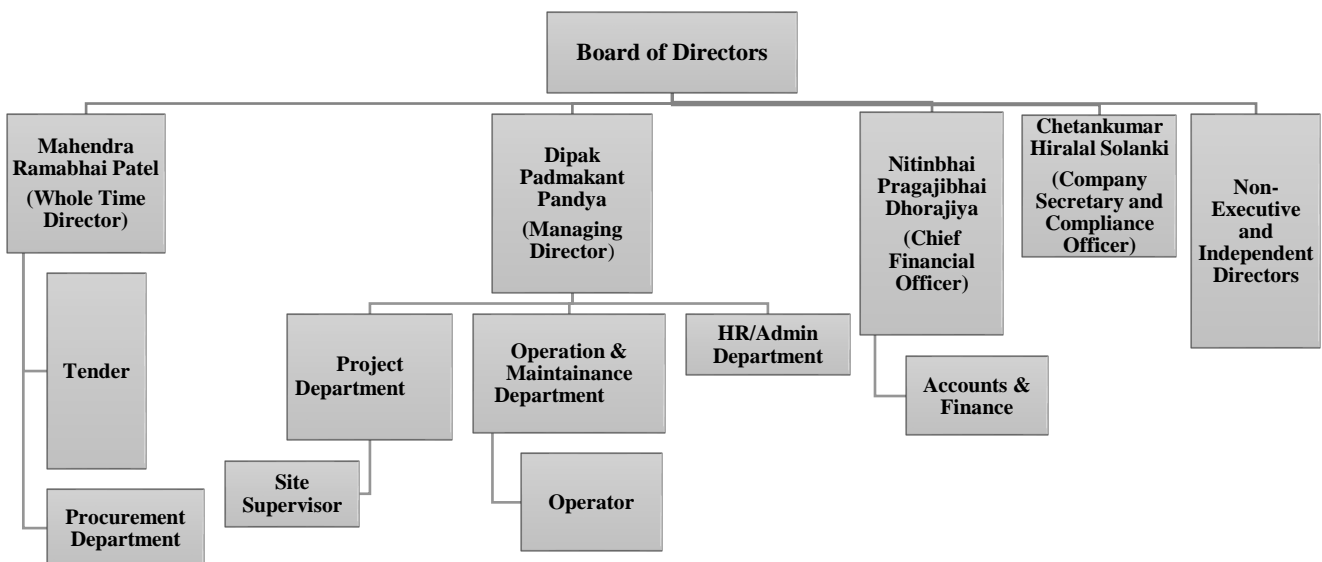 Board of Directors
Mahendra
Ramabhai Patel
(Whole Time
Director)
Dipak
Padmakant
Pandya
(Managing
Director)
Nitinbhai
Pragajibhai
Dhorajiya
(Chief
Financial
Officer)
Chetankumar
Hiralal Solanki
(Company
Secretary and
Compliance
Officer)
Non-
Executive
and
Independent
Directors
Tender
Procurement
Department
Project
Department
Site
Supervisor
Operation &
Maintainance
Department
Operator
HR/Admin
Department
Accounts &
Finance